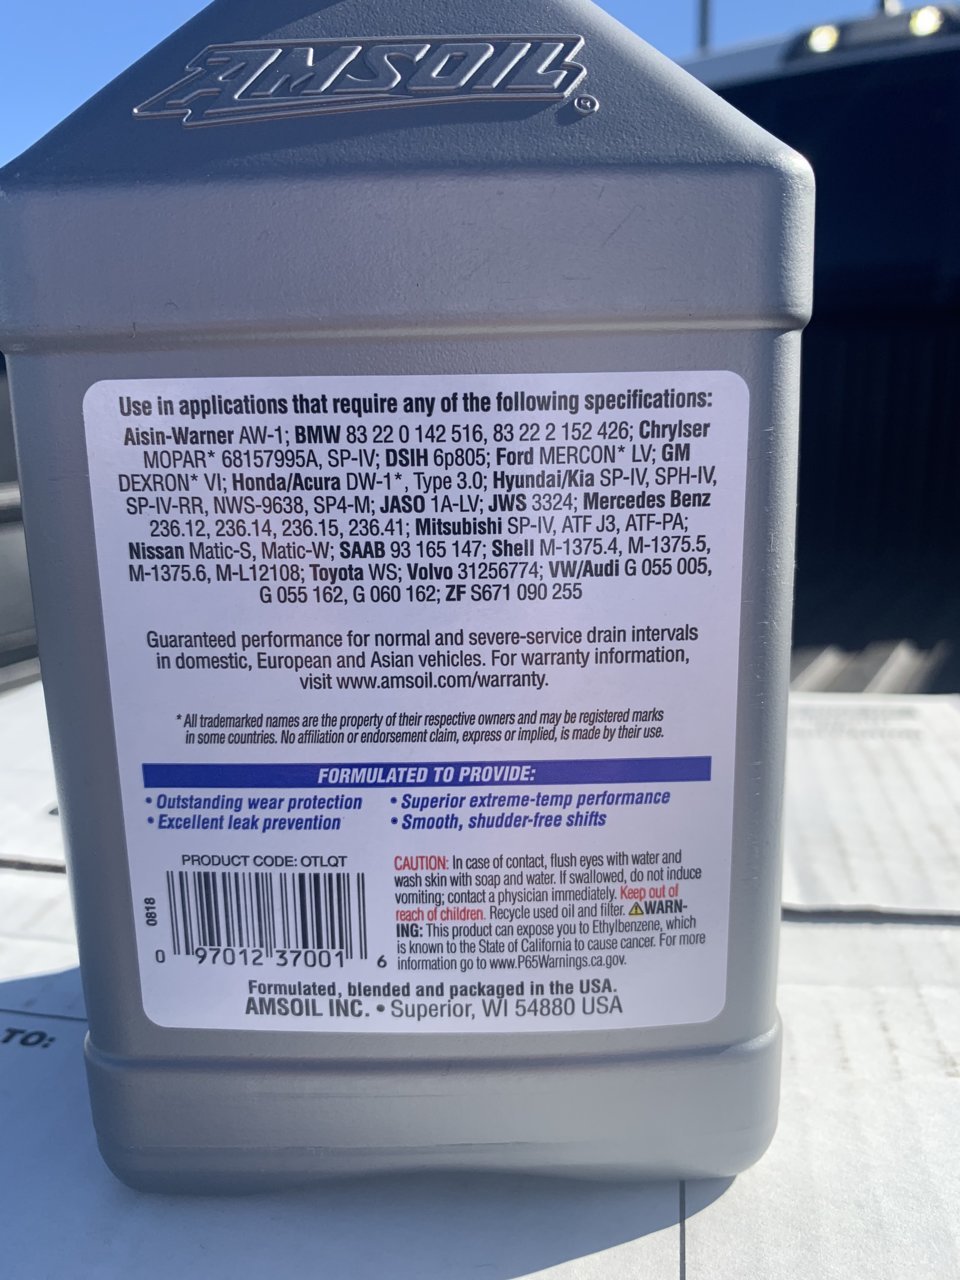 AMSOIL®
Use in applications that require any of the following specifications:
Aisin-Warner AW-1; BMW 83 22 0 142 516, 83 22 2 152 426; Chrylser
MOPAR* 68157995A, SP-IV; DSIH 6p805; Ford MERCON* LV; GM
DEXRON* VI; Honda/Acura DW-1*, Type 3.0; Hyundai/Kia SP-IV, SPH-IV,
SP-IV-RR, NWS-9638, SP4-M; JASO 1A-LV; JWS 3324; Mercedes Benz
236.12, 236.14, 236.15, 236.41; Mitsubishi SP-IV, ATF J3, ATF-PA;
Nissan Matic-S, Matic-W; SAAB 93 165 147; Shell M-1375.4, M-1375.5,
M-1375.6, M-L12108; Toyota WS; Volvo 31256774; VW/Audi G 055 005,
G 055 162, G 060 162; ZF S671 090 255
Guaranteed performance for normal and severe-service drain intervals
in domestic, European and Asian vehicles. For warranty information,
visit www.amsoil.com/warranty.
* All trademarked names are the property of their respective owners and may be registered marks
in some countries. No affiliation or endorsement claim, express or implied, is made by their use.
FORMULATED TO PROVIDE:
• Outstanding wear protection
• Excellent leak prevention
• Superior extreme-temp performance
• Smooth, shudder-free shifts
PRODUCT CODE: OTLQT
0818
0 97012 37001 6
CAUTION: In case of contact, flush eyes with water and
wash skin with soap and water. If swallowed, do not induce
vomiting; contact a physician immediately. Keep out of
reach of children. Recycle used oil and filter. ⚠WARN-
ING: This product can expose you to Ethylbenzene, which
is known to the State of California to cause cancer. For more
information go to www.P65Warnings.ca.gov.
Formulated, blended and packaged in the USA.
AMSOIL INC. • Superior, WI 54880 USA
TO: